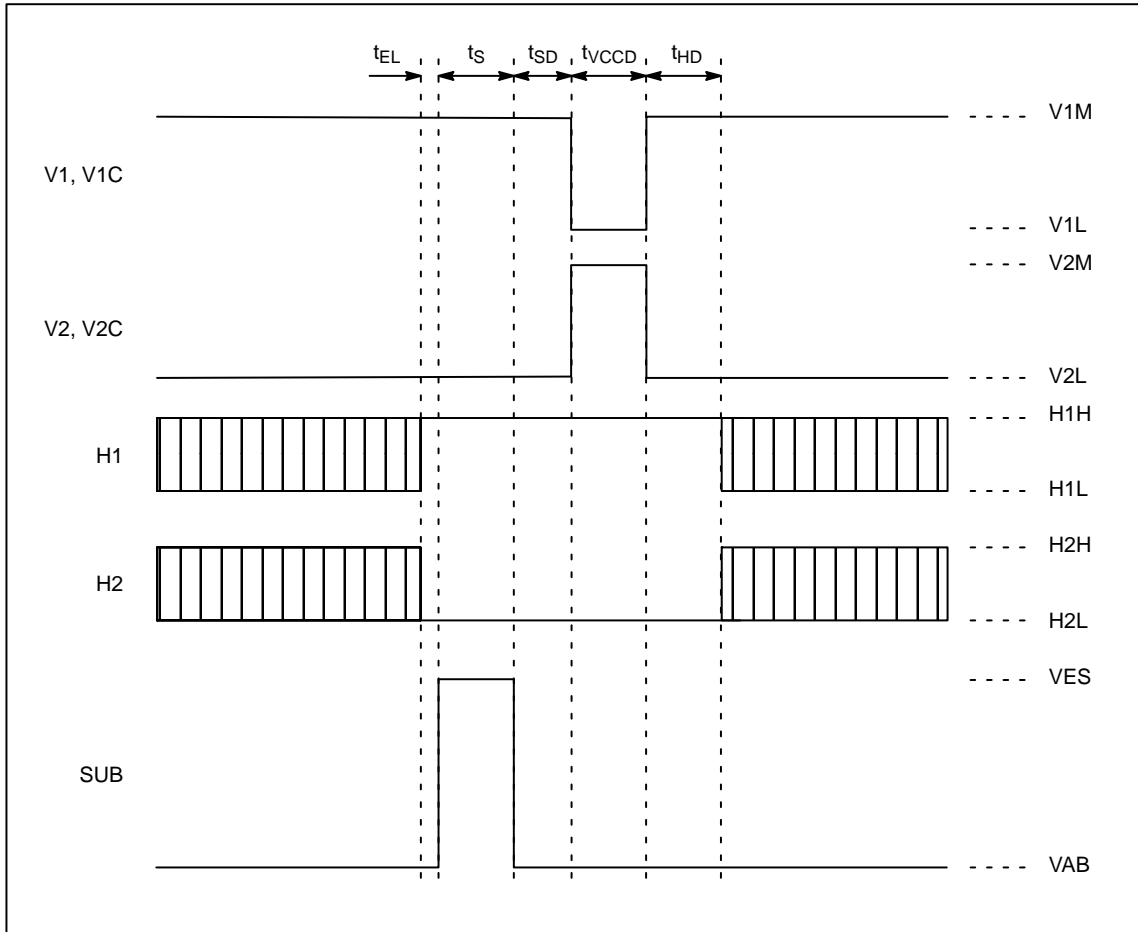 tEL tS tSD tVCCD tHD
V1M
V1, V1C
V1L
V2M
V2, V2C
V2L
H1H
H1
H1L
H2H
H2
H2L
VES
SUB
VAB